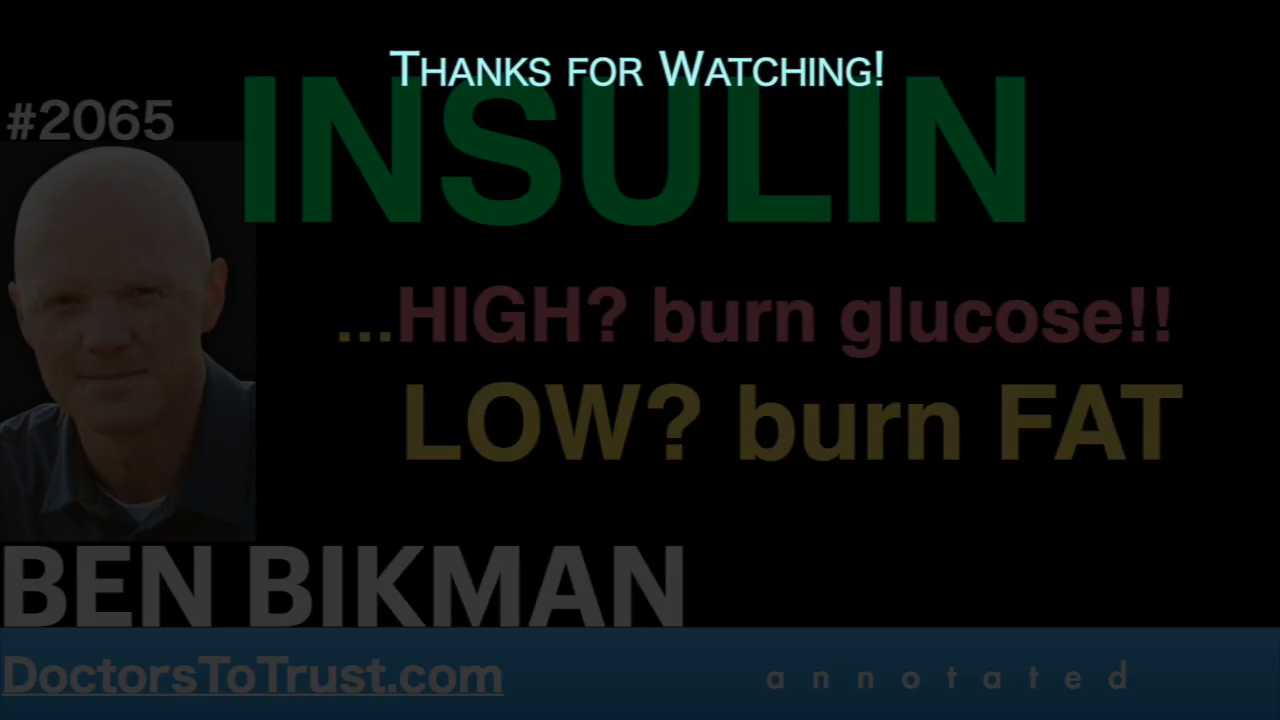 THANKS FOR WATCHING!
INSULIN
#2065
...HIGH? burn glucose!!
LOW? burn FAT
BEN BIKMAN
DoctorsToTrust.com
annotated